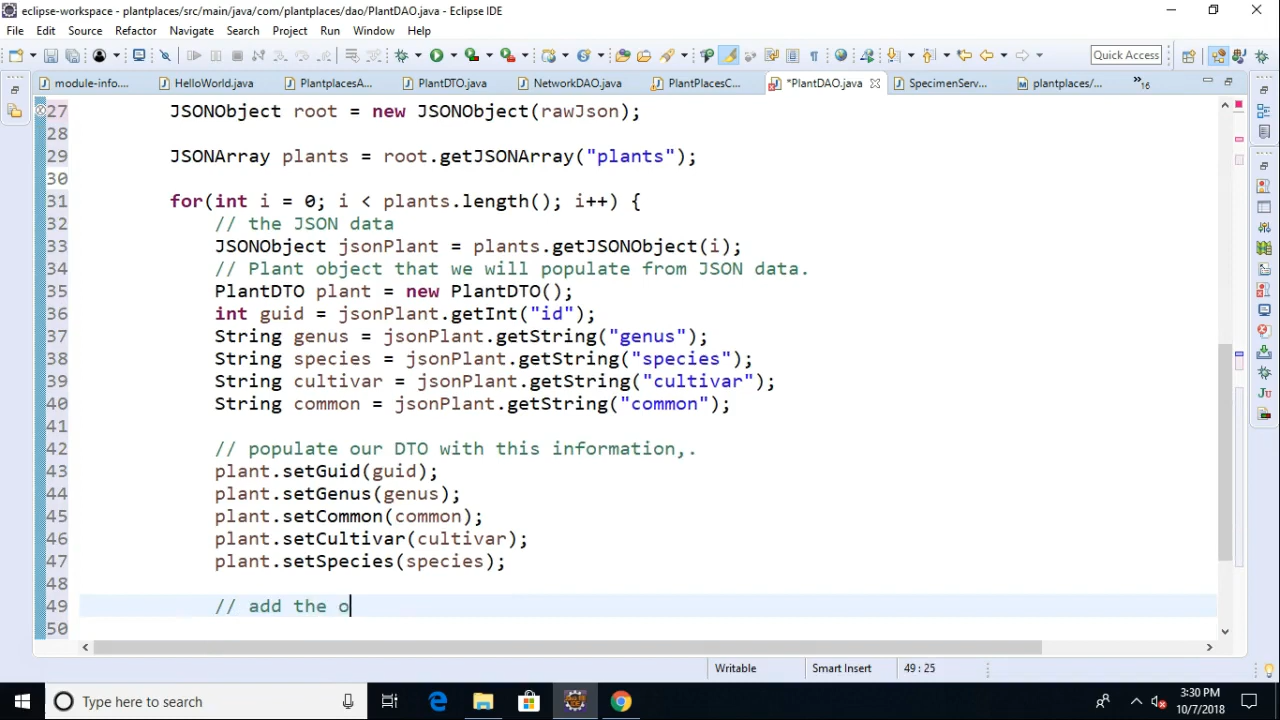 eclipse-workspace - plantplaces/src/main/java/com/plantplaces/dao/PlantDAO.java - Eclipse IDE
File Edit Source Refactor Navigate Search Project Run Window Help
Quick Access
module-info.... HelloWorld.java PlantplacesA... PlantDTO.java NetworkDAO.java PlantPlacesC... *PlantDAO.java SpecimenServ... plantplaces/... »16
27 JSONObject root = new JSONObject(rawJson);
28
29 JSONArray plants = root.getJSONArray("plants");
30
31 for(int i = 0; i < plants.length(); i++) {
32 // the JSON data
33 JSONObject jsonPlant = plants.getJSONObject(i);
34 // Plant object that we will populate from JSON data.
35 PlantDTO plant = new PlantDTO();
36 int guid = jsonPlant.getInt("id");
37 String genus = jsonPlant.getString("genus");
38 String species = jsonPlant.getString("species");
39 String cultivar = jsonPlant.getString("cultivar");
40 String common = jsonPlant.getString("common");
41
42 // populate our DTO with this information,.
43 plant.setGuid(guid);
44 plant.setGenus(genus);
45 plant.setCommon(common);
46 plant.setCultivar(cultivar);
47 plant.setSpecies(species);
48
49 // add the o
50
Writable Smart Insert 49 : 25
Type here to search
3:30 PM
10/7/2018